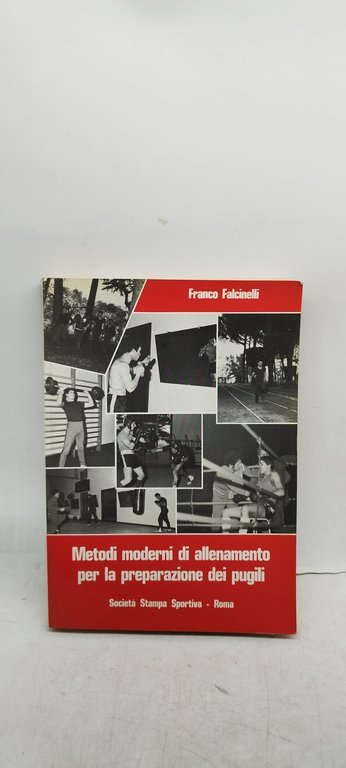 Franco Falcinelli
Metodi moderni di allenamento
per la preparazione dei pugili
Società Stampa Sportiva - Roma